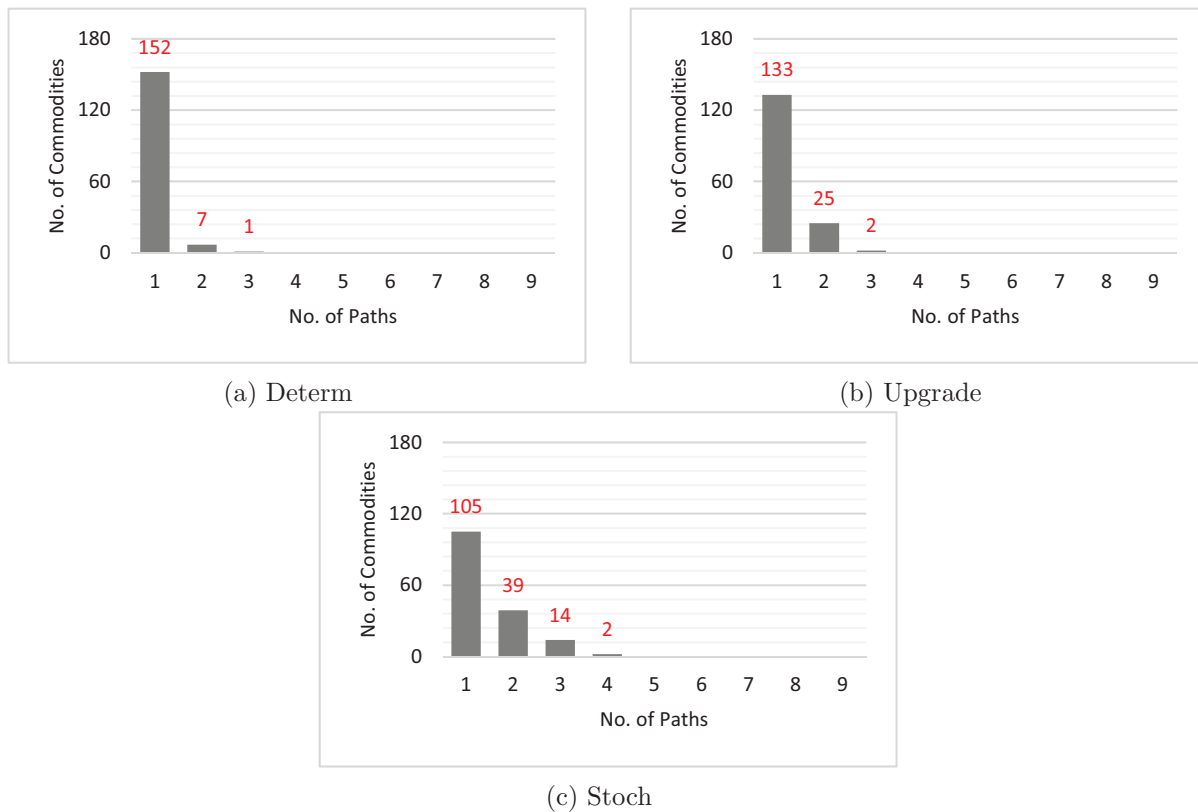 180
152
120
60
7
1
0
1 2 3 4 5 6 7 8 9
No. of Commodities
No. of Paths
(a) Determ
180
133
120
60
25
2
0
1 2 3 4 5 6 7 8 9
No. of Commodities
No. of Paths
(b) Upgrade
180
120
105
60
39
14
2
0
1 2 3 4 5 6 7 8 9
No. of Commodities
No. of Paths
(c) Stoch